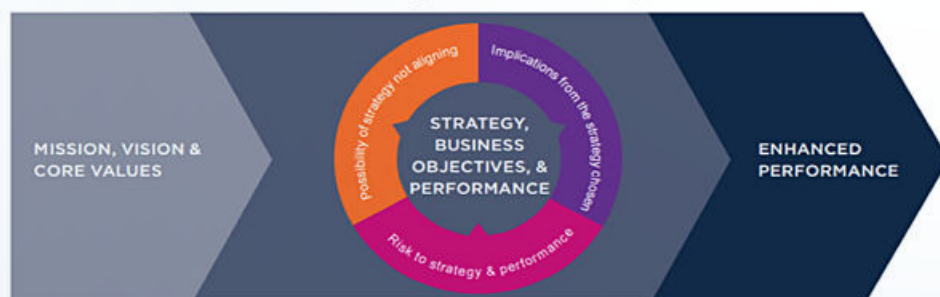 MISSION, VISION &
CORE VALUES
Possibility of strategy not aligning
Implications from the strategy chosen
STRATEGY,
BUSINESS
OBJECTIVES, &
PERFORMANCE
Risk to strategy & performance
ENHANCED
PERFORMANCE